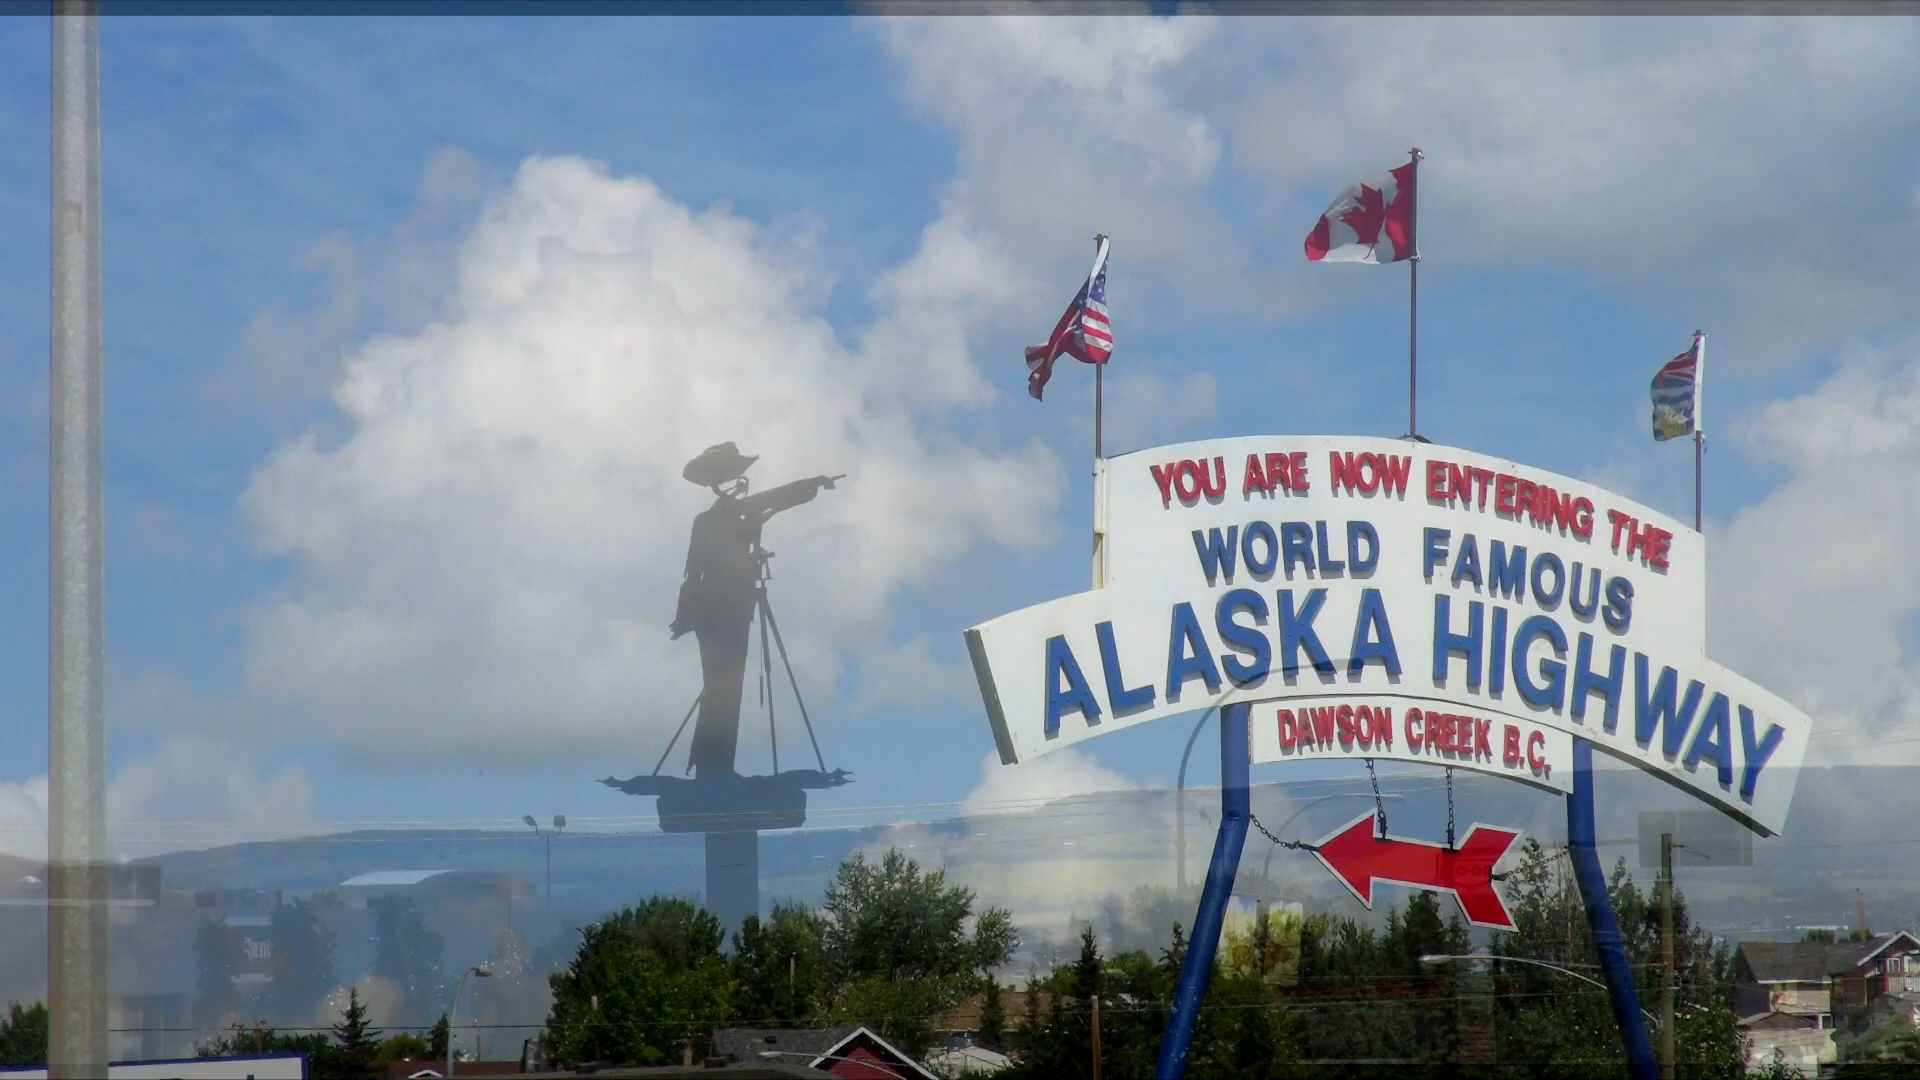 YOU ARE NOW ENTERING THE
WORLD FAMOUS
ALASKA HIGHWAY
DAWSON CREEK B.C.